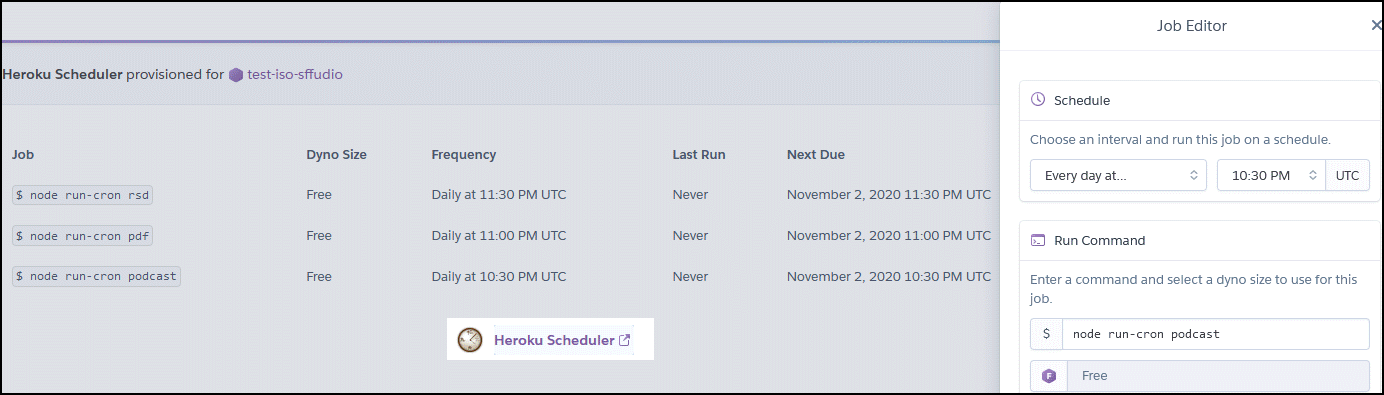 Job Editor
Heroku Scheduler provisioned for test-iso-sffudio
Job Dyno Size Frequency Last Run Next Due
$ node run-cron rsd Free Daily at 11:30 PM UTC Never November 2, 2020 11:30 PM UTC
$ node run-cron pdf Free Daily at 11:00 PM UTC Never November 2, 2020 11:00 PM UTC
$ node run-cron podcast Free Daily at 10:30 PM UTC Never November 2, 2020 10:30 PM UTC
Heroku Scheduler
Schedule
Choose an interval and run this job on a schedule.
Every day at... 10:30 PM UTC
Run Command
Enter a command and select a dyno size to use for this
job.
$ node run-cron podcast
F Free